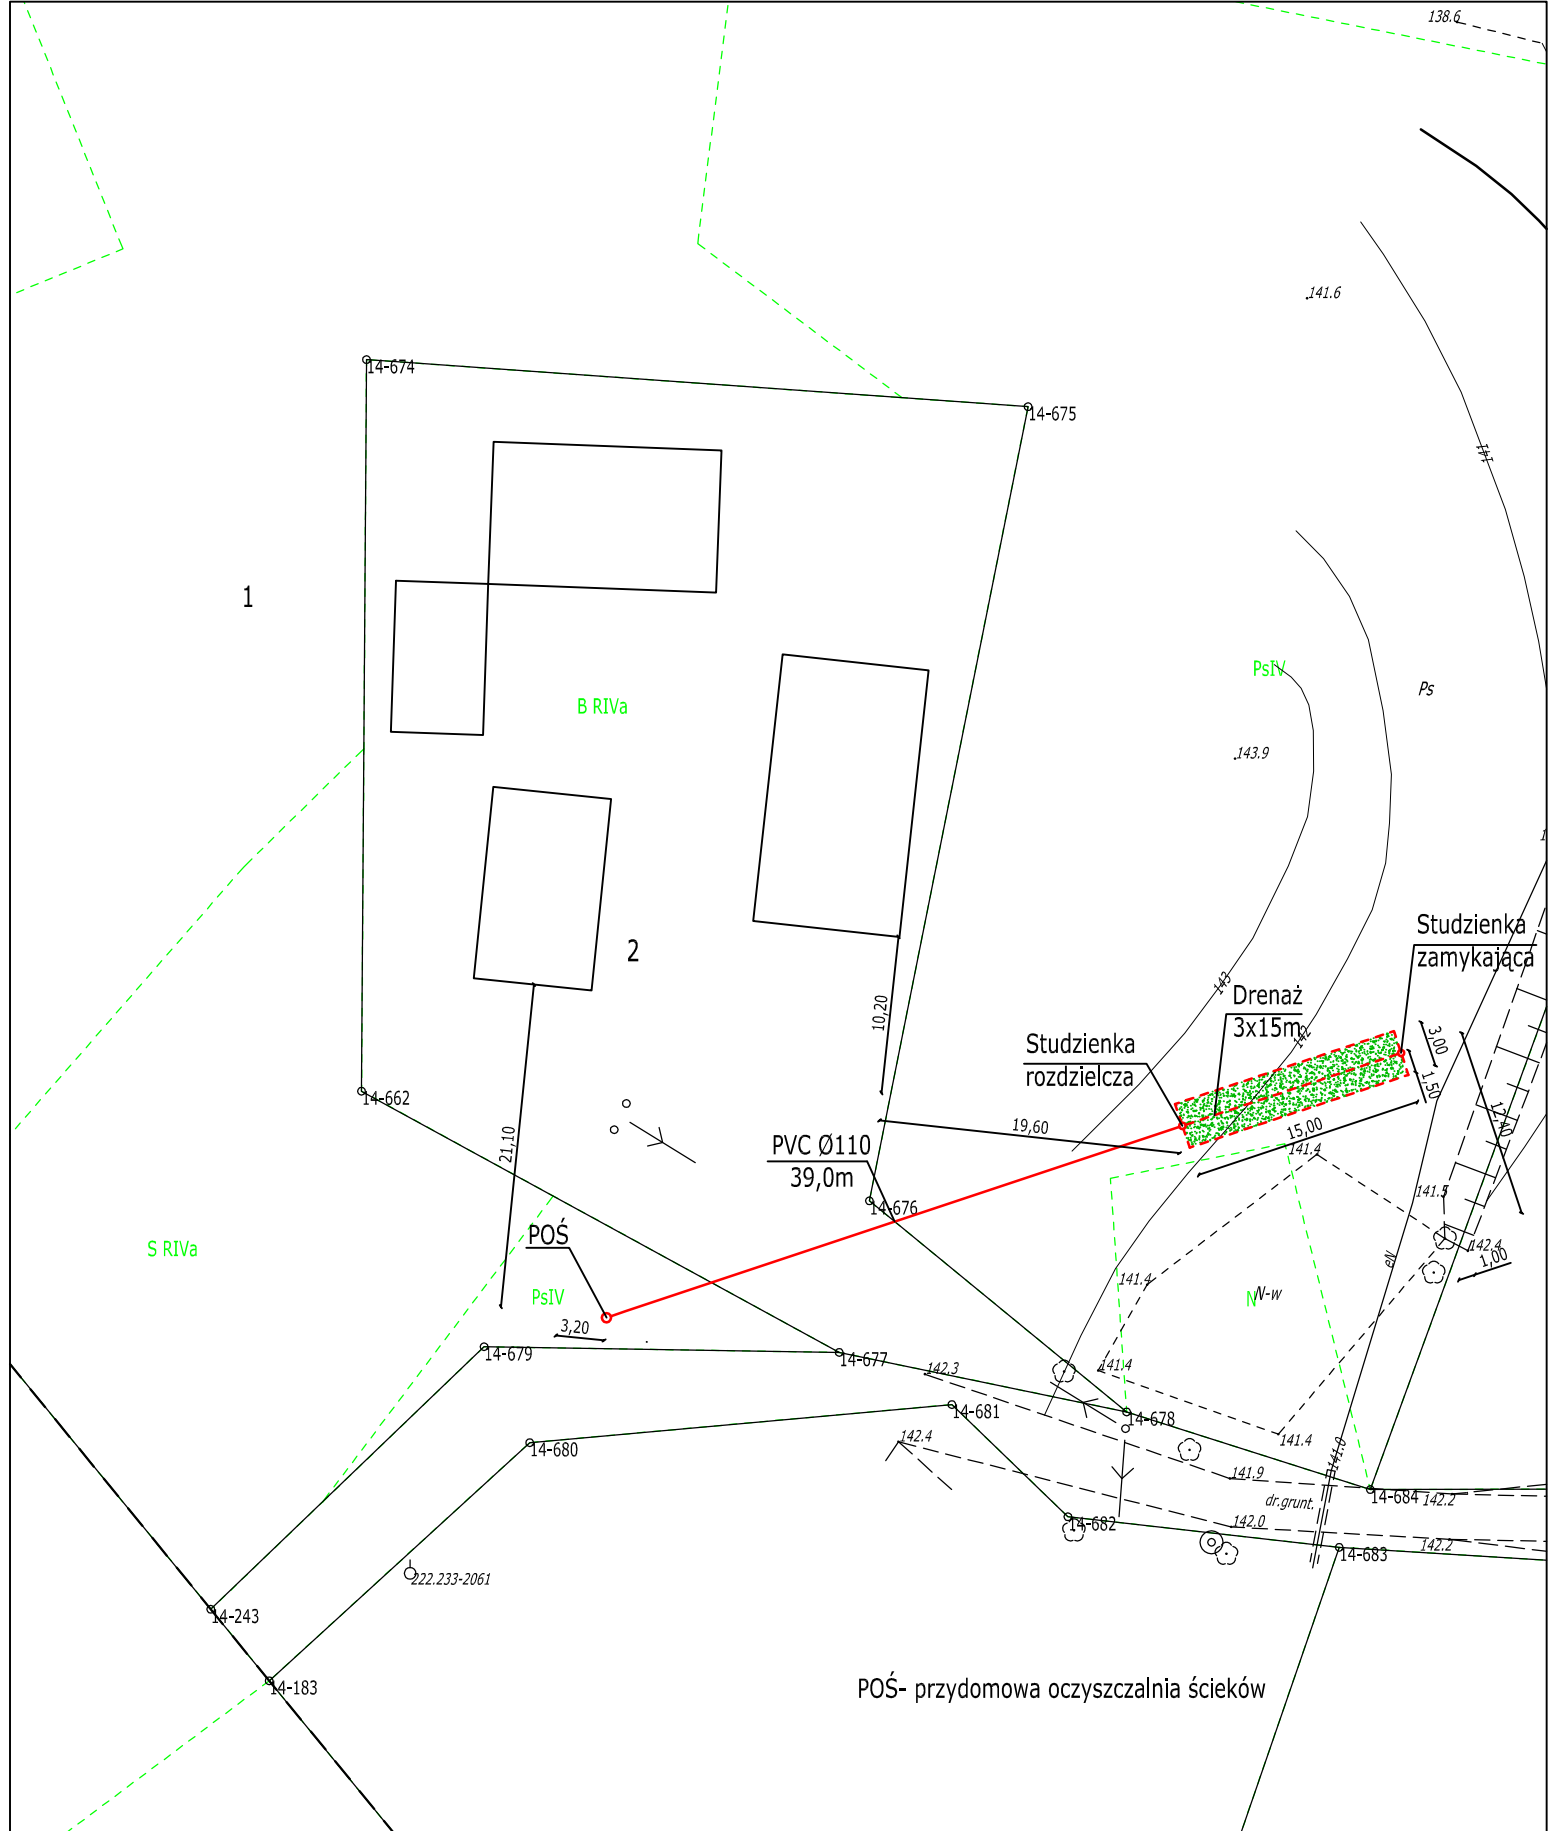 138.6
141.6
14-674
14-675
141
1
PsIV
Ps
B RIVa
143.9
Studzienka
zamykająca
2
143
Drenaż
3x15m
142
10,20
Studzienka
rozdzielcza
3,00
1,50
14-662
12,40
19,60
15,00
21,10
PVC Ø110
39,0m
141.4
141.5
14-676
POŚ
142.4
S RIVa
eN
1,00
141.4
PsIV
N
N-w
3,20
14-679
14-677
142.3
141.4
14-681
14-678
142.4
141.4
14-680
141.0
141.9
14-684
142.2
dr.grunt.
142.0
14-682
142.2
14-683
222.233-2061
14-243
14-183
POŚ- przydomowa oczyszczalnia ścieków